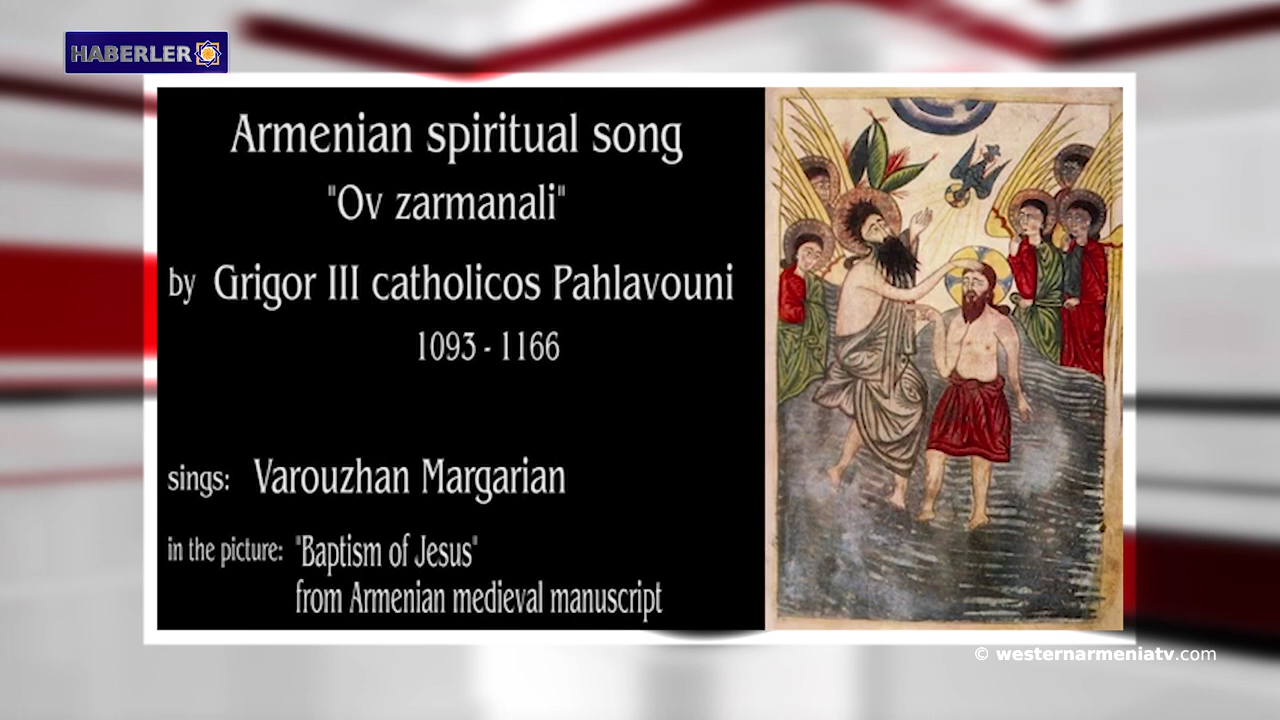 HABERLER
Armenian spiritual song
"Ov zarmanali"
by Grigor III catholicos Pahlavouni
1093 - 1166
sings: Varouzhan Margarian
in the picture: "Baptism of Jesus"
from Armenian medieval manuscript
© westernarmeniatv.com